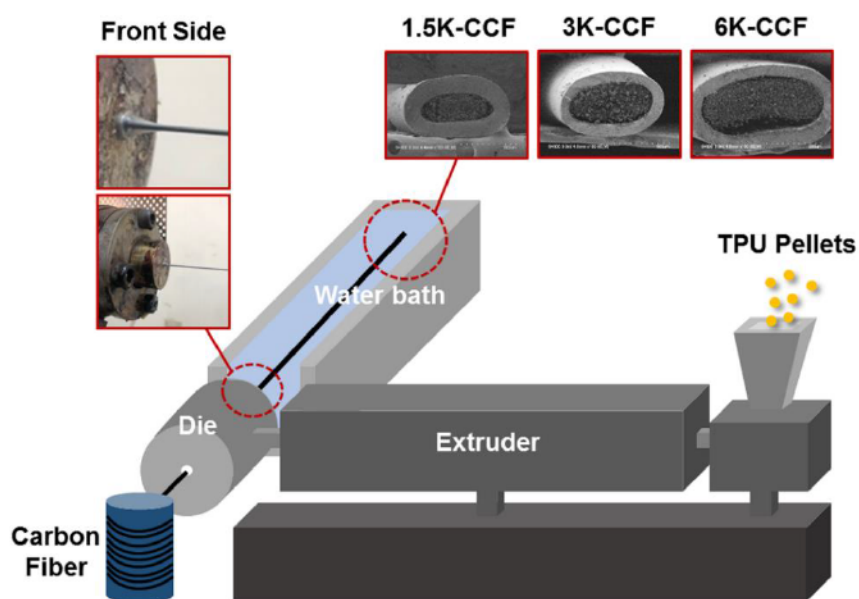 Front Side
1.5K-CCF
3K-CCF
6K-CCF
TPU Pellets
Water bath
Die
Extruder
Carbon
Fiber